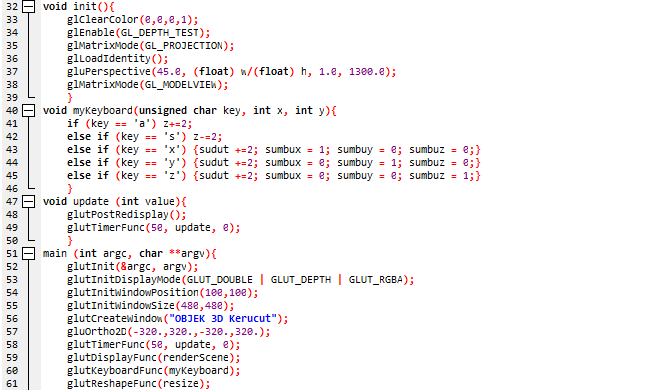 32 void init(){
33 glClearColor(0,0,0,1);
34 glEnable(GL_DEPTH_TEST);
35 glMatrixMode(GL_PROJECTION);
36 glLoadIdentity();
37 gluPerspective(45.0, (float) w/(float) h, 1.0, 1300.0);
38 glMatrixMode(GL_MODELVIEW);
39 }
40 void myKeyboard(unsigned char key, int x, int y){
41 if (key == 'a') z+=2;
42 else if (key == 's') z-=2;
43 else if (key == 'x') {sudut +=2; sumbux = 1; sumbuy = 0; sumbuz = 0;}
44 else if (key == 'y') {sudut +=2; sumbux = 0; sumbuy = 1; sumbuz = 0;}
45 else if (key == 'z') {sudut +=2; sumbux = 0; sumbuy = 0; sumbuz = 1;}
46 }
47 void update (int value){
48 glutPostRedisplay();
49 glutTimerFunc(50, update, 0);
50 }
51 main (int argc, char **argv){
52 glutInit(&argc, argv);
53 glutInitDisplayMode(GLUT_DOUBLE | GLUT_DEPTH | GLUT_RGBA);
54 glutInitWindowPosition(100,100);
55 glutInitWindowSize(480,480);
56 glutCreateWindow("OBJEK 3D Kerucut");
57 gluOrtho2D(-320.,320.,-320.,320.);
58 glutTimerFunc(50, update, 0);
59 glutDisplayFunc(renderScene);
60 glutKeyboardFunc(myKeyboard);
61 glutReshapeFunc(resize);